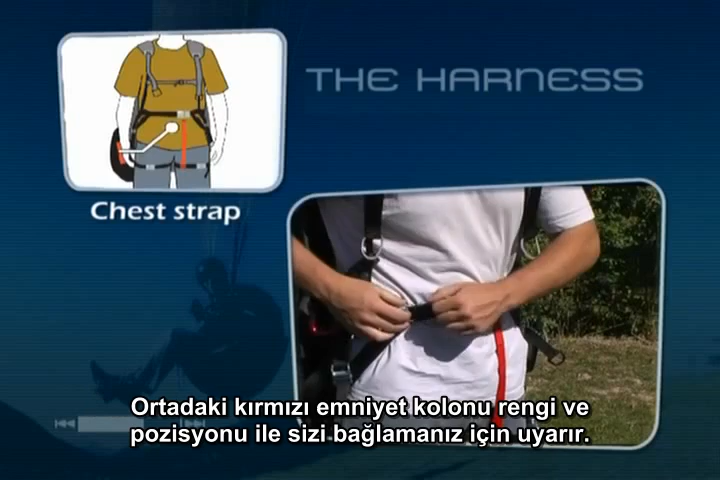 THE HARNESS
Chest strap
Ortadaki kırmızı emniyet kolonu rengi ve
pozisyonu ile sizi bağlamanız için uyarır.